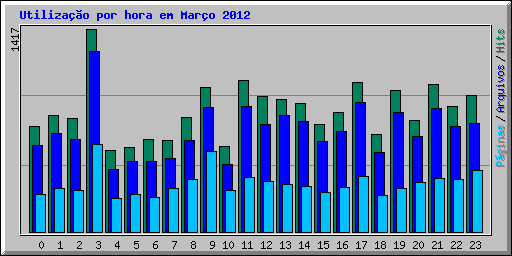 Utilização por hora em Março 2012
1417
Páginas / Arquivos / Hits
0 1 2 3 4 5 6 7 8 9 10 11 12 13 14 15 16 17 18 19 20 21 22 23